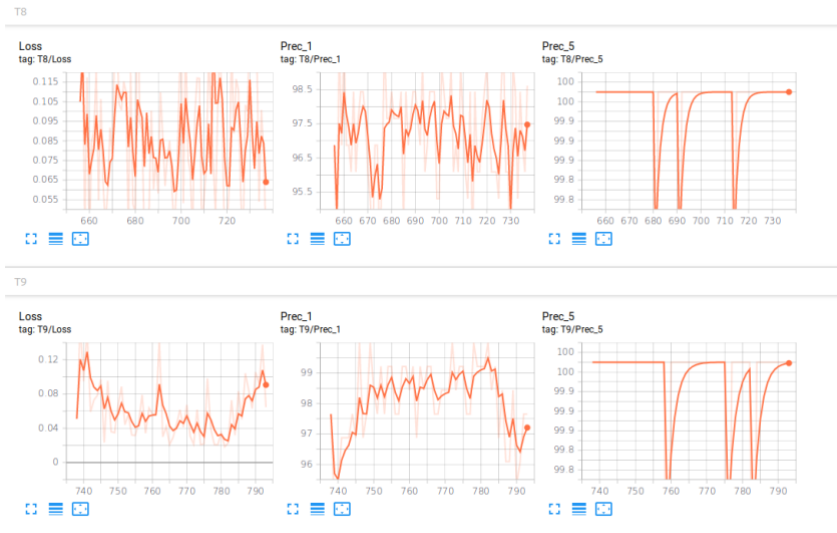 T8
Loss
tag: T8/Loss
0.115
0.105
0.095
0.085
0.075
0.065
0.055
660 680 700 720
Prec_1
tag: T8/Prec_1
98.5
97.5
96.5
95.5
660 670 680 690 700 710 720 730
Prec_5
tag: T8/Prec_5
100
100
99.9
99.9
99.9
99.8
99.8
660 670 680 690 700 710 720 730
T9
Loss
tag: T9/Loss
0.12
0.08
0.04
0
740 750 760 770 780 790
Prec_1
tag: T9/Prec_1
99
98
97
96
740 750 760 770 780 790
Prec_5
tag: T9/Prec_5
100
100
99.9
99.9
99.9
99.8
99.8
740 750 760 770 780 790